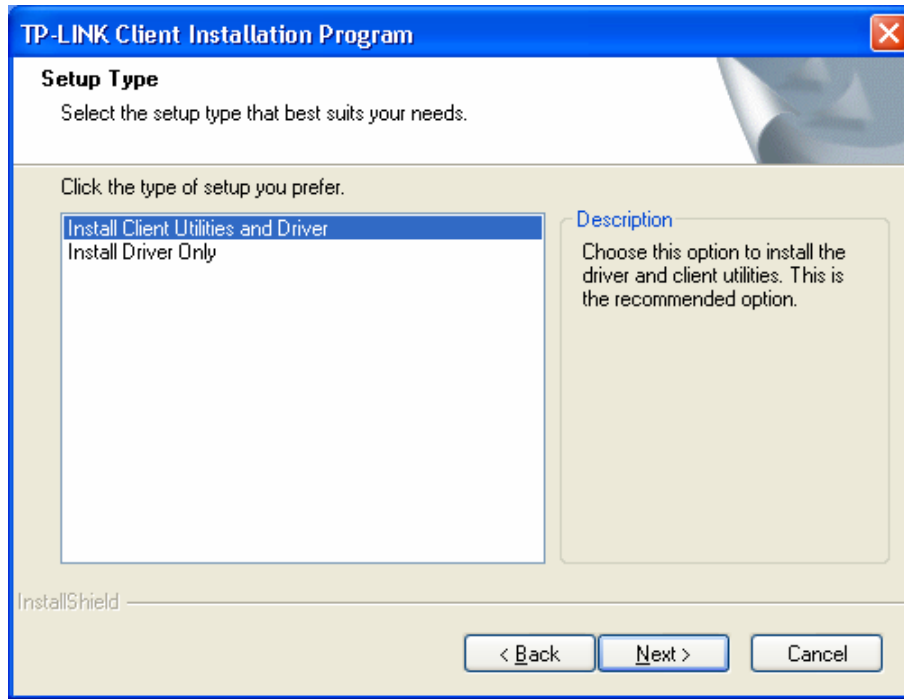 TP-LINK Client Installation Program
Setup Type
Select the setup type that best suits your needs.
Click the type of setup you prefer.
Install Client Utilities and Driver
Install Driver Only
Description
Choose this option to install the
driver and client utilities. This is
the recommended option.
InstallShield
< Back
Next >
Cancel